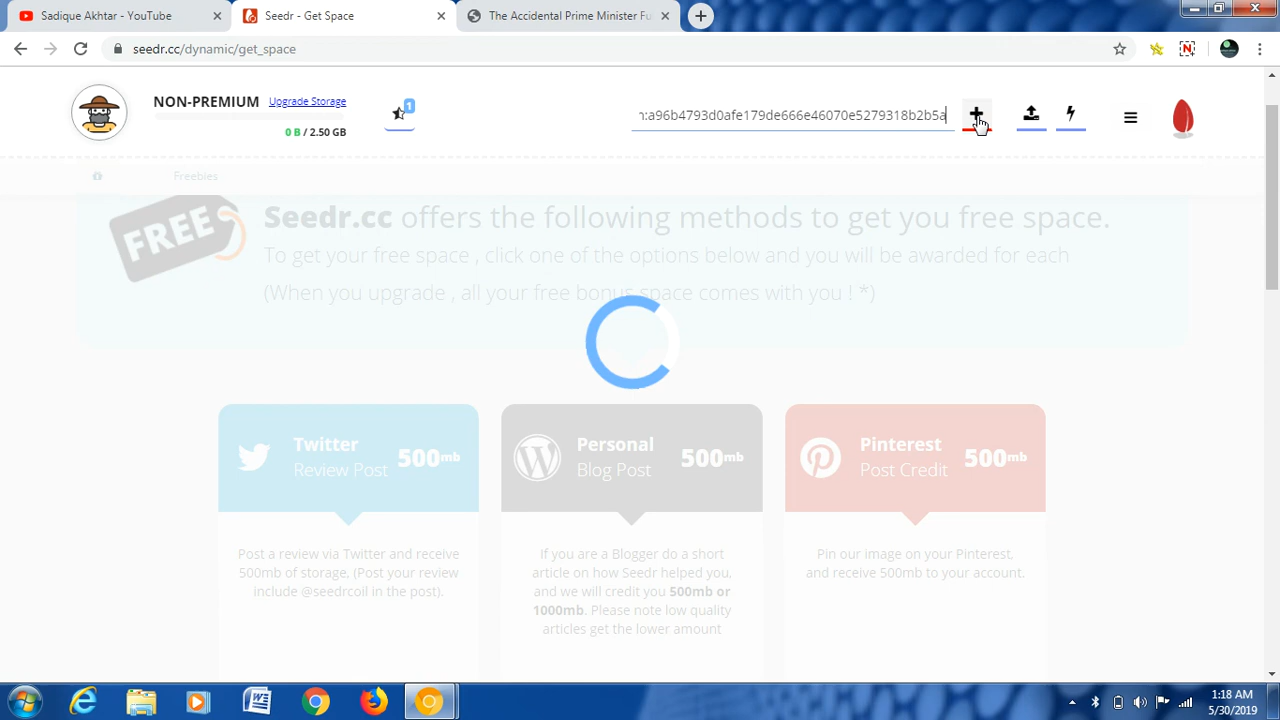 Sadique Akhtar - YouTube
Seedr - Get Space
The Accidental Prime Minister Fu
seedr.cc/dynamic/get_space
NON-PREMIUM Upgrade Storage
1
0 B / 2.50 GB
n:a96b4793d0afe179de666e46070e5279318b2b5a
Freebies
FREE
Seedr.cc offers the following methods to get you free space.
To get your free space , click one of the options below and you will be awarded for each
(When you upgrade , all your free bonus space comes with you ! *)
Twitter
Review Post
500mb
Post a review via Twitter and receive
500mb of storage, (Post your review
include @seedrcoil in the post).
Personal
Blog Post
500mb
If you are a Blogger do a short
article on how Seedr helped you,
and we will credit you 500mb or
1000mb. Please note low quality
articles get the lower amount
Pinterest
Post Credit
500mb
Pin our image on your Pinterest,
and receive 500mb to your account.
1:18 AM
5/30/2019